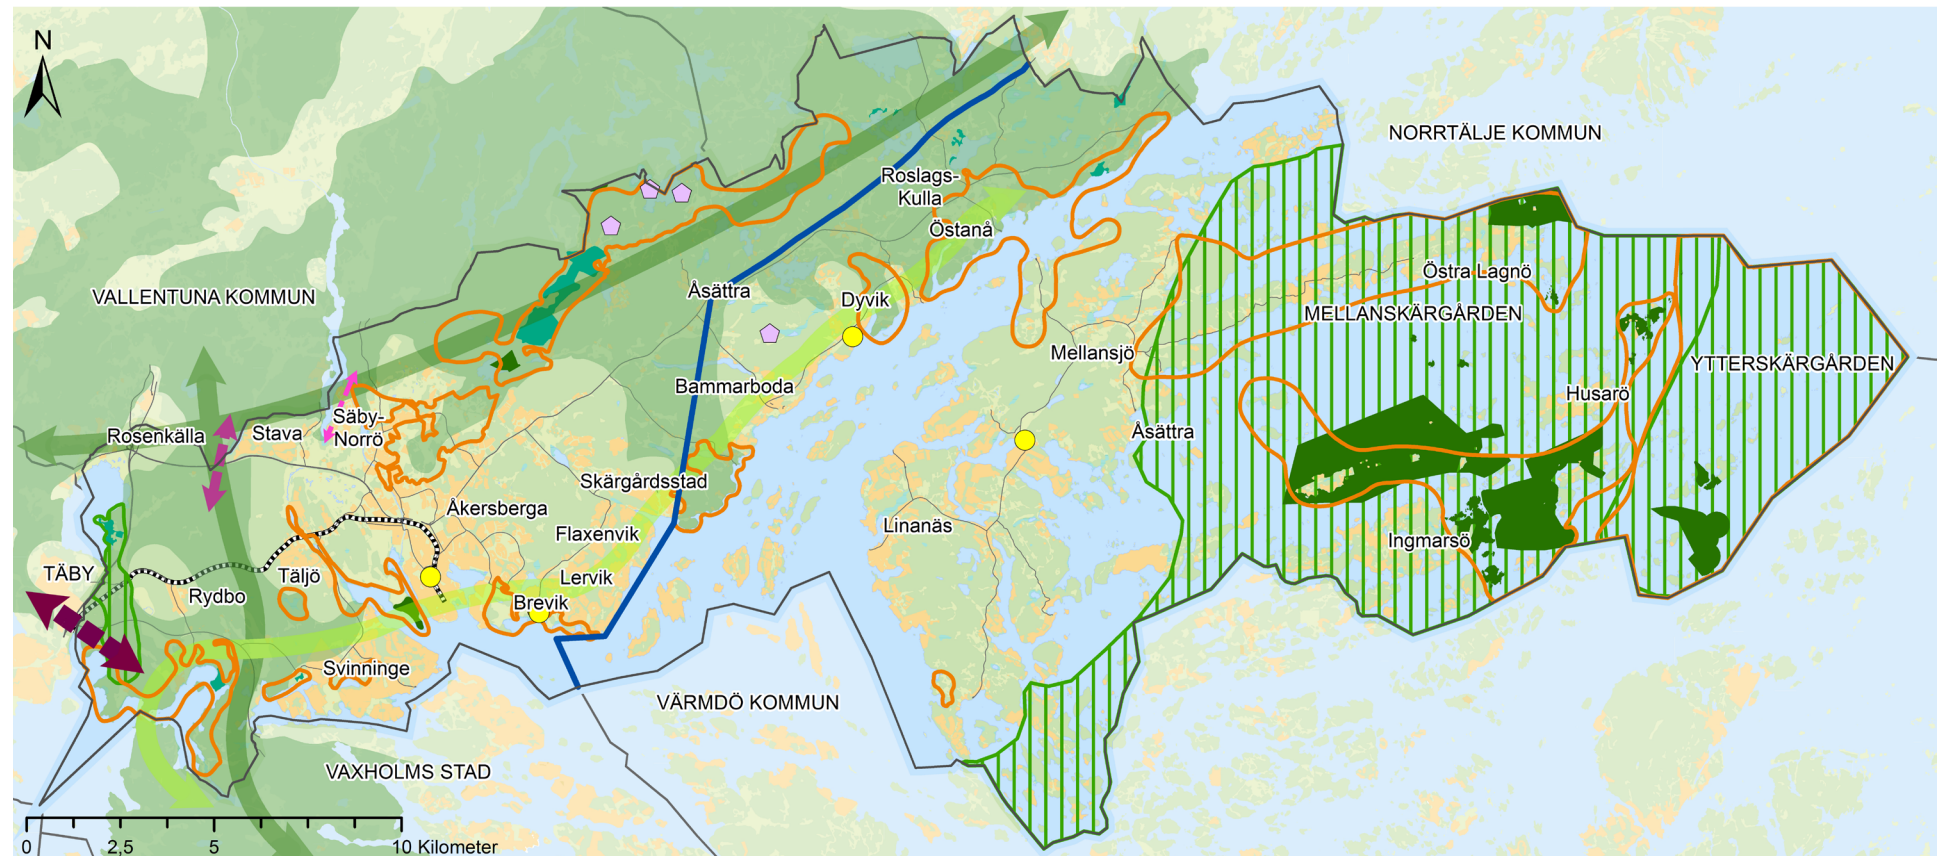 N
NORRTÄLJE KOMMUN
Roslags-
Kulla
Östanå
VALLENTUNA KOMMUN
Åsättra
Dyvik
Östra Lagnö
MELLANSKÄRGÅRDEN
Mellansjö
YTTERSKÄRGÅRDEN
Bammarboda
Husarö
Säby-
Norrö
Rosenkälla
Stava
Åsättra
Skärgårdsstad
Åkersberga
Linanäs
Flaxenvik
Ingmarsö
TÄBY
Täljö
Lervik
Rydbo
Brevik
Svinninge
VÄRMDÖ KOMMUN
VAXHOLMS STAD
0 2,5 5 10 Kilometer